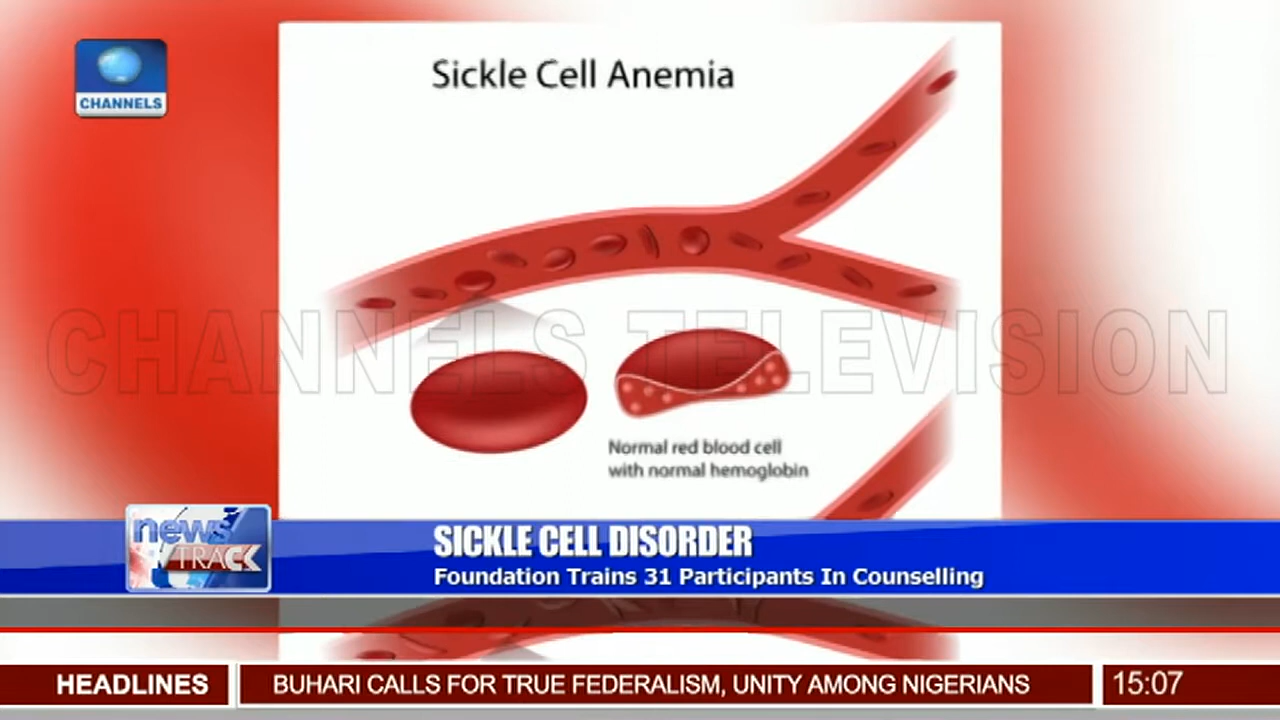 CHANNELS
Sickle Cell Anemia
CHANNELS TELEVISION
Normal red blood cell
with normal hemoglobin
news
TRACK
SICKLE CELL DISORDER
Foundation Trains 31 Participants In Counselling
HEADLINES
BUHARI CALLS FOR TRUE FEDERALISM, UNITY AMONG NIGERIANS
15:07